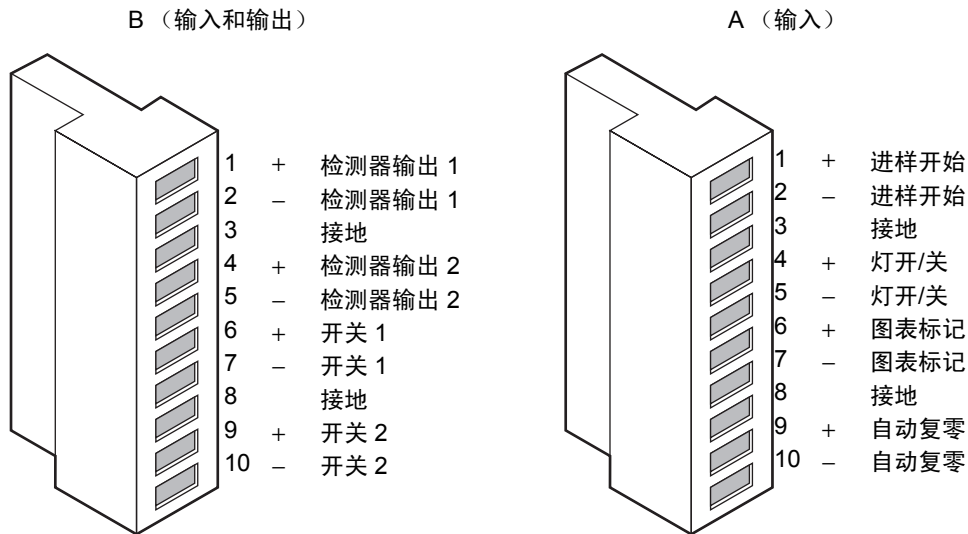 B （输入和输出）
1 + 检测器输出 1
2 – 检测器输出 1
3 接地
4 + 检测器输出 2
5 – 检测器输出 2
6 + 开关 1
7 – 开关 1
8 接地
9 + 开关 2
10 – 开关 2
A （输入）
1 + 进样开始
2 – 进样开始
3 接地
4 + 灯开/关
5 – 灯开/关
6 + 图表标记
7 – 图表标记
8 接地
9 + 自动复零
10 – 自动复零